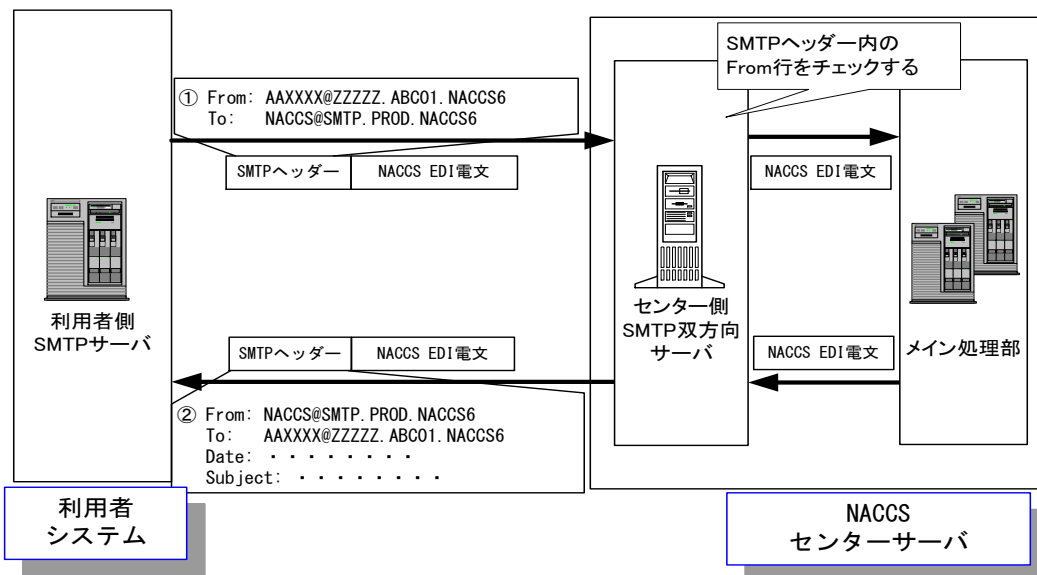 SMTPヘッダー内の
From行をチェックする
① From: AAXXXX@ZZZZZ.ABC01.NACCS6
To: NACCS@SMTP.PROD.NACCS6
SMTPヘッダー
NACCS EDI電文
NACCS EDI電文
利用者側
SMTPサーバ
センター側
SMTP双方向
サーバ
メイン処理部
SMTPヘッダー
NACCS EDI電文
NACCS EDI電文
② From: NACCS@SMTP.PROD.NACCS6
To: AAXXXX@ZZZZZ.ABC01.NACCS6
Date: ・・・・・・・・
Subject: ・・・・・・・・
利用者
システム
NACCS
センターサーバ